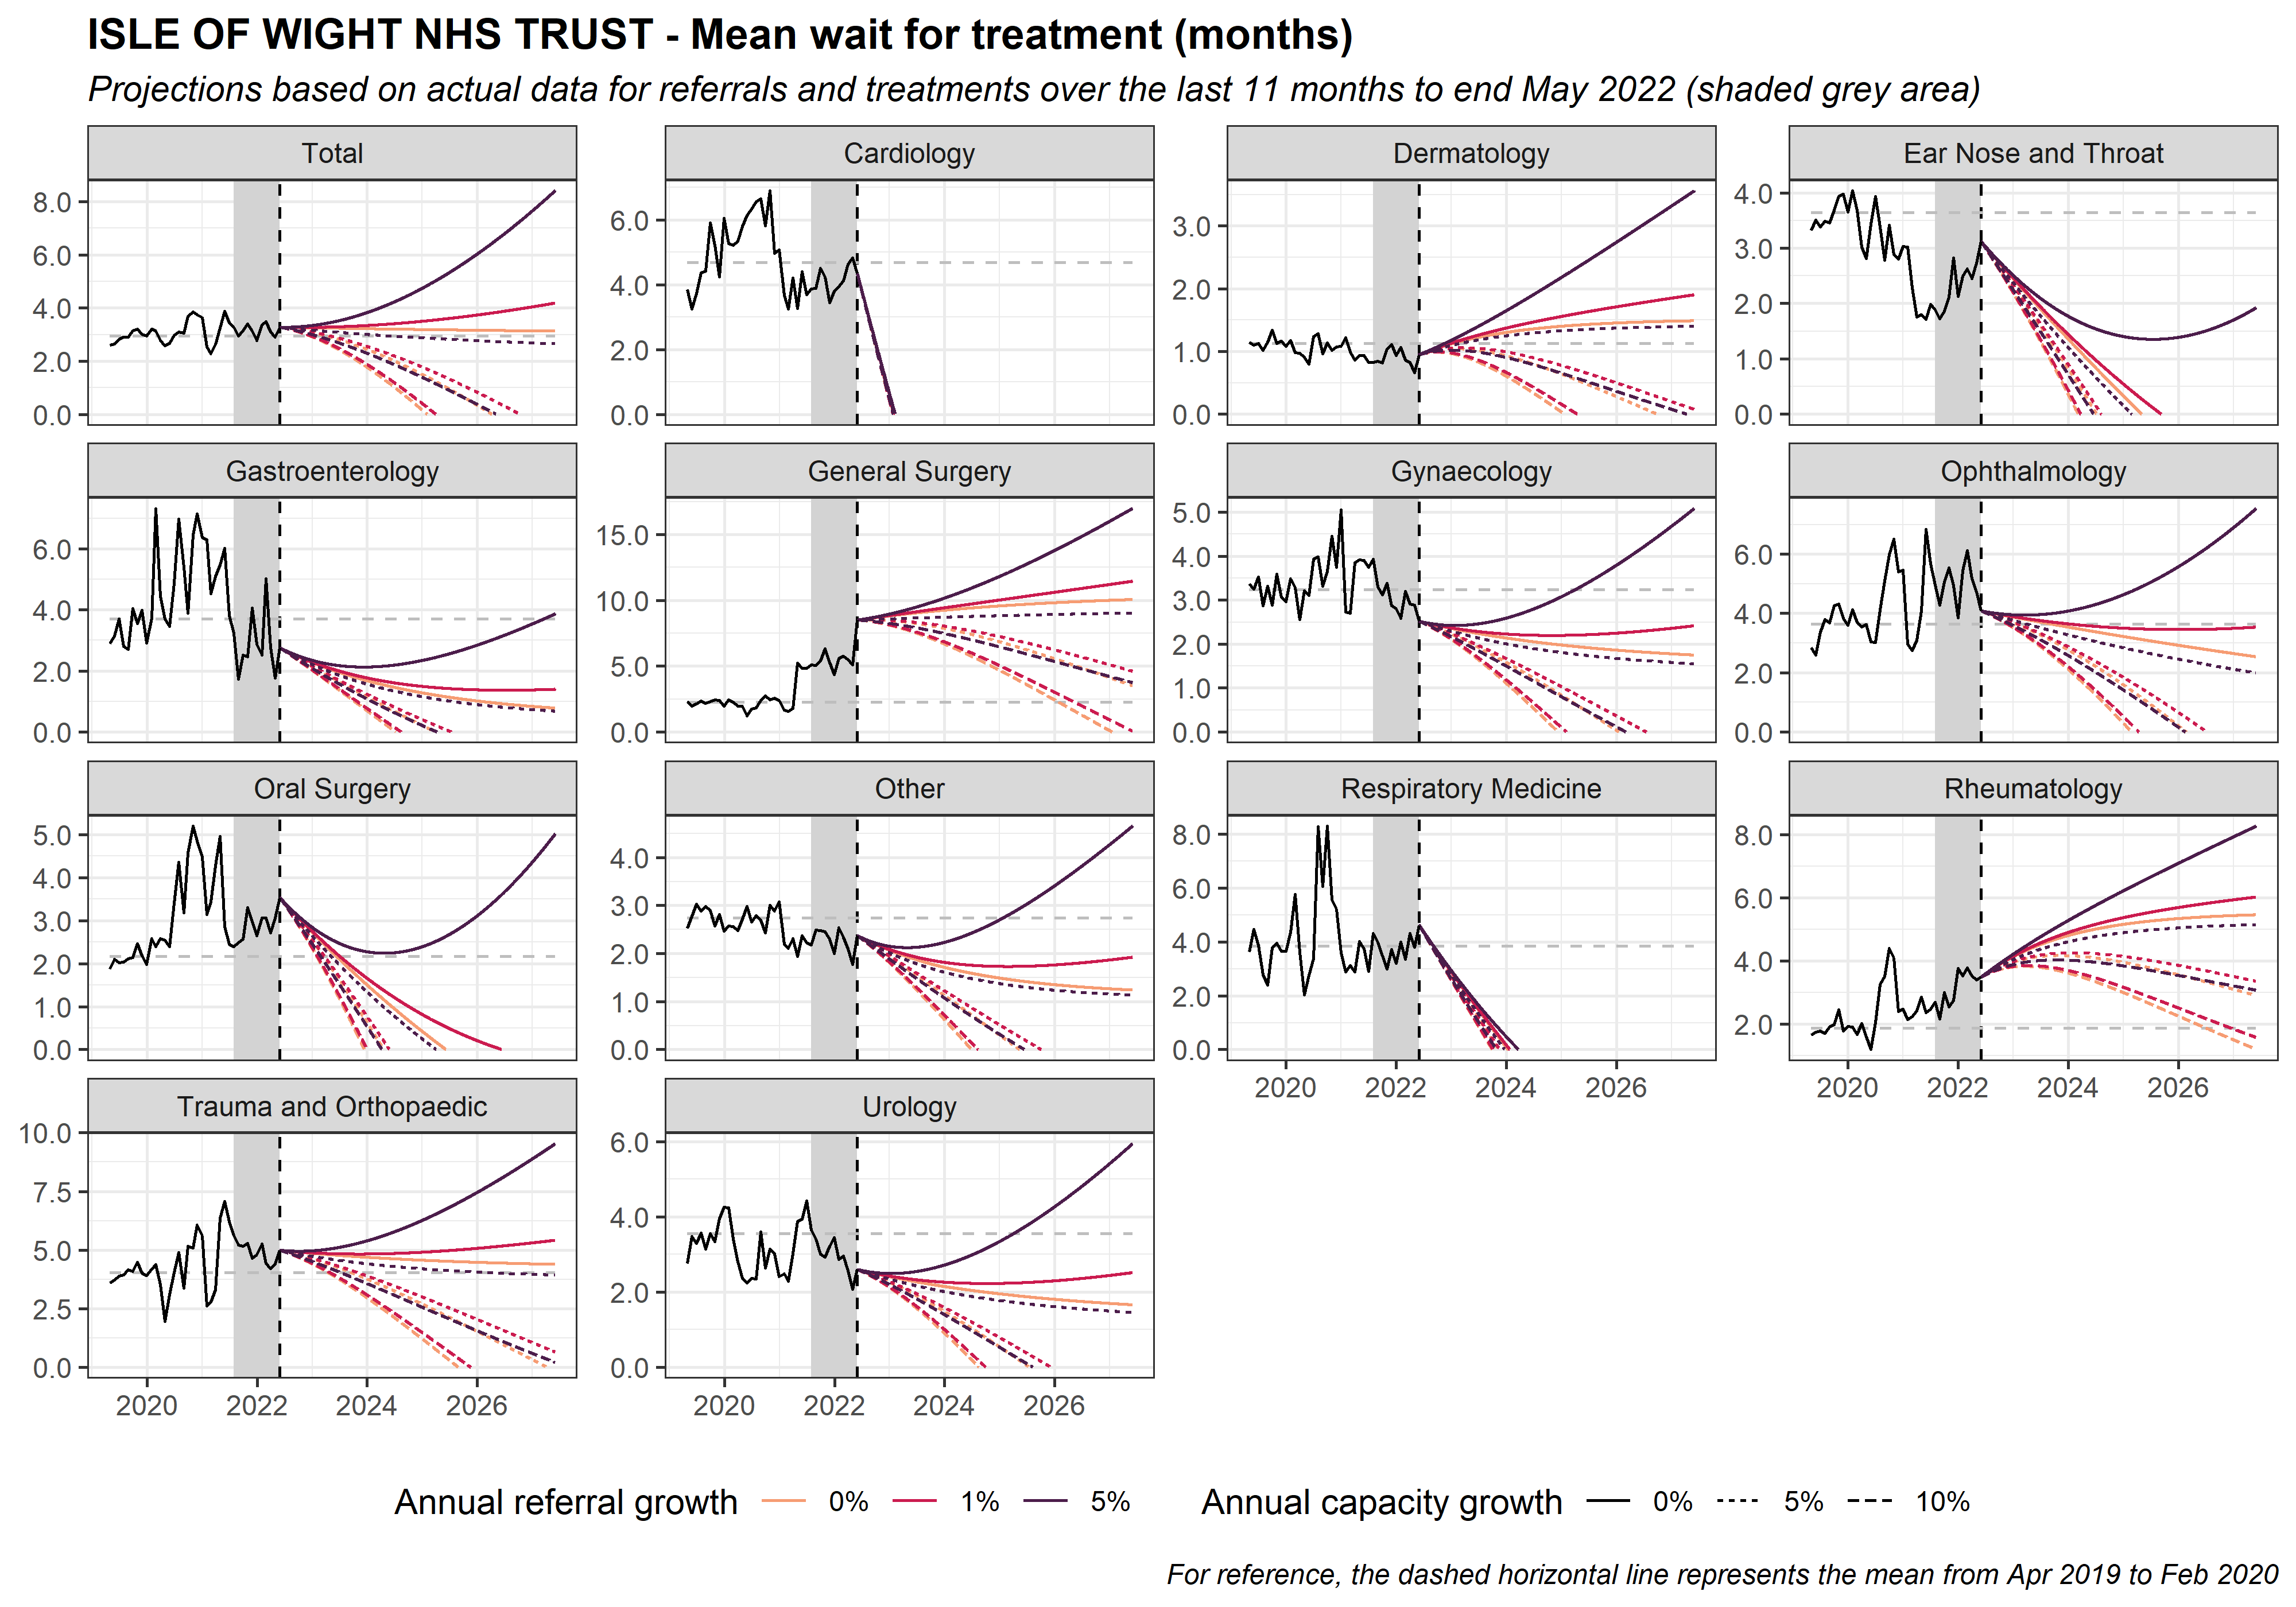 ISLE OF WIGHT NHS TRUST - Mean wait for treatment (months)
Projections based on actual data for referrals and treatments over the last 11 months to end May 2022 (shaded grey area)
Total
8.0
6.0
4.0
2.0
0.0
Cardiology
6.0
4.0
2.0
0.0
Dermatology
3.0
2.0
1.0
0.0
Ear Nose and Throat
4.0
3.0
2.0
1.0
0.0
Gastroenterology
6.0
4.0
2.0
0.0
General Surgery
15.0
10.0
5.0
0.0
Gynaecology
5.0
4.0
3.0
2.0
1.0
0.0
Ophthalmology
6.0
4.0
2.0
0.0
Oral Surgery
5.0
4.0
3.0
2.0
1.0
0.0
Other
4.0
3.0
2.0
1.0
0.0
Respiratory Medicine
8.0
6.0
4.0
2.0
0.0
2020 2022 2024 2026
Rheumatology
8.0
6.0
4.0
2.0
2020 2022 2024 2026
Trauma and Orthopaedic
10.0
7.5
5.0
2.5
0.0
2020 2022 2024 2026
Urology
6.0
4.0
2.0
0.0
2020 2022 2024 2026
Annual referral growth 0% 1% 5% Annual capacity growth 0% 5% 10%
For reference, the dashed horizontal line represents the mean from Apr 2019 to Feb 2020